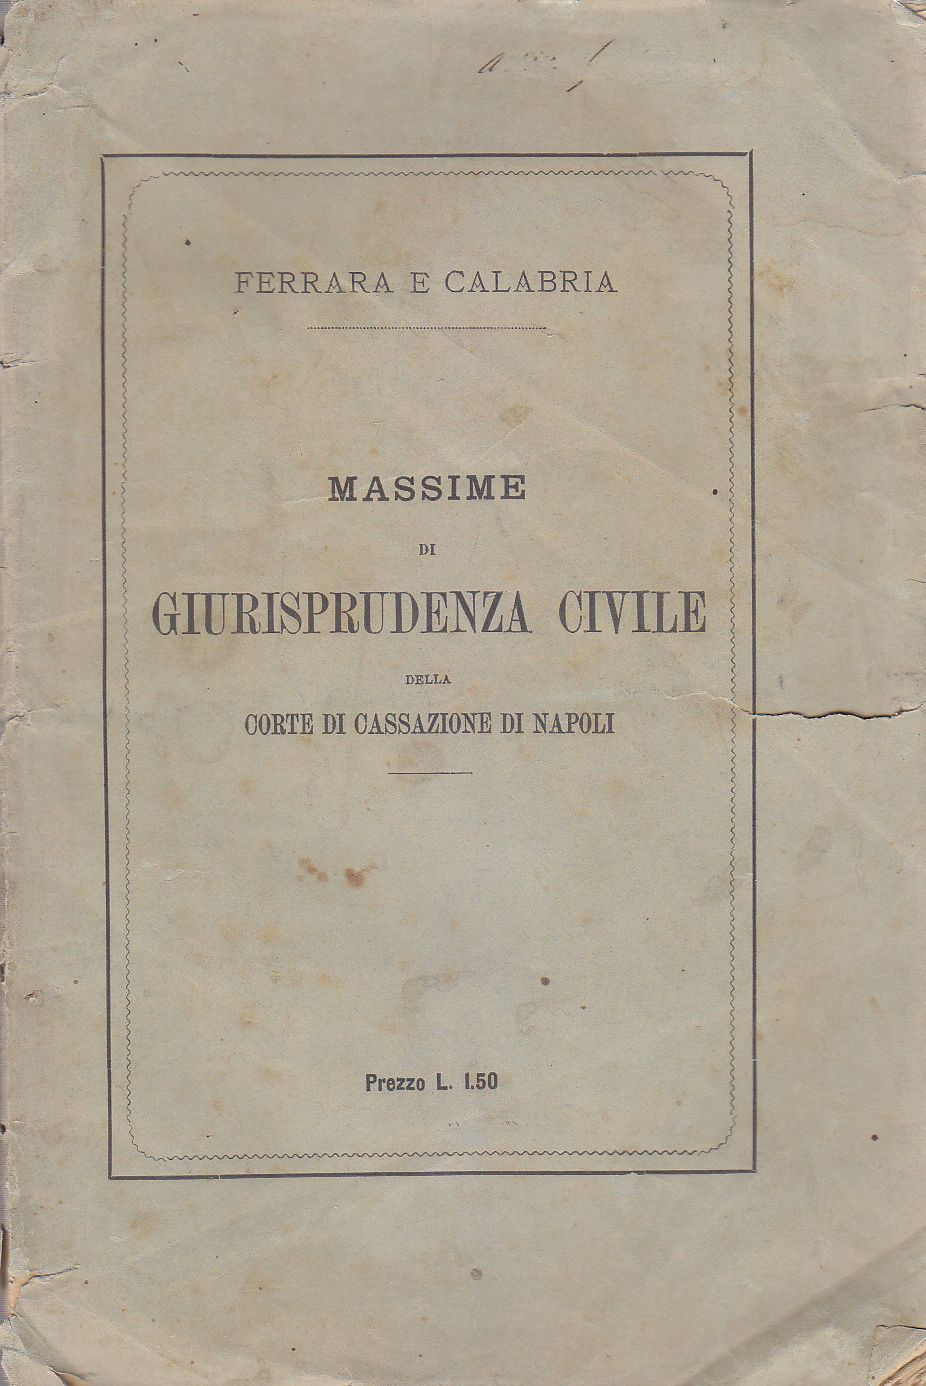 FERRARA E CALABRIA
MASSIME
DI
GIURISPRUDENZA CIVILE
DELLA
CORTE DI CASSAZIONE DI NAPOLI
Prezzo L. 1.50